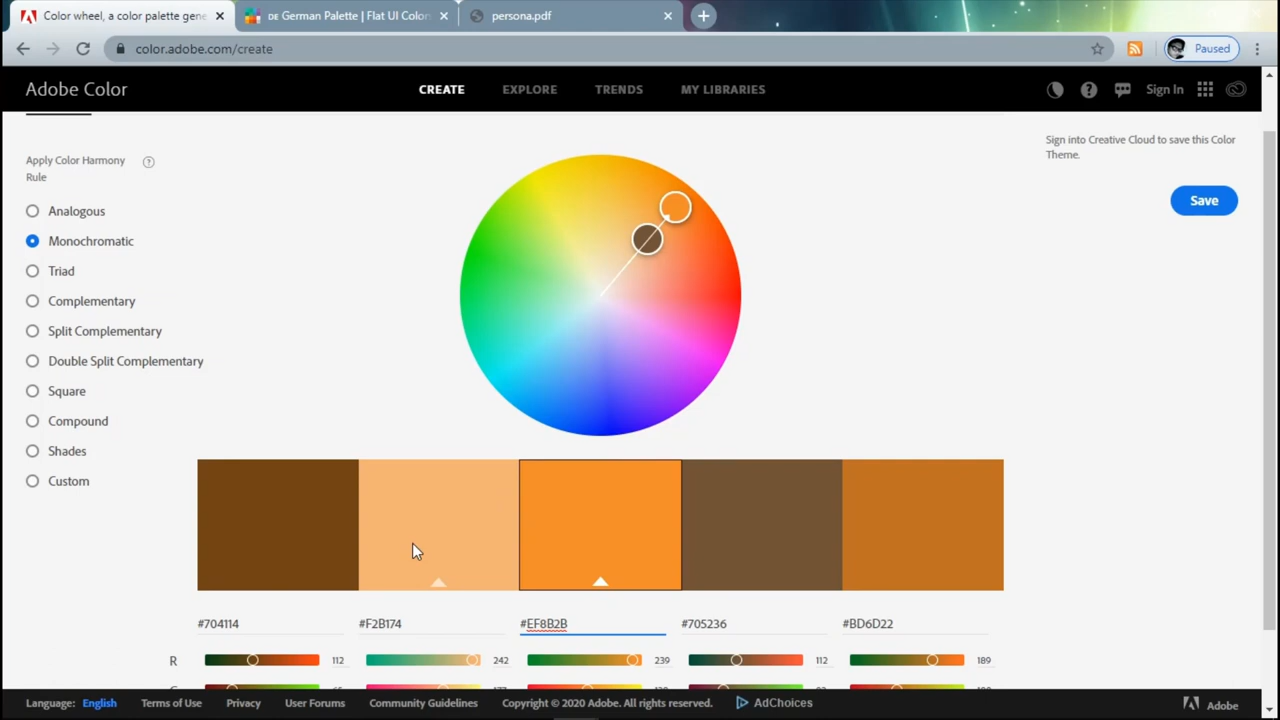 Color wheel, a color palette gene
DE German Palette | Flat UI Colors
persona.pdf
color.adobe.com/create
Paused
Adobe Color
CREATE
EXPLORE
TRENDS
MY LIBRARIES
Sign In
Apply Color Harmony
Rule
Sign into Creative Cloud to save this Color
Theme.
Save
Analogous
Monochromatic
Triad
Complementary
Split Complementary
Double Split Complementary
Square
Compound
Shades
Custom
#704114
#F2B174
#EF8B2B
#705236
#BD6D22
R
112
242
239
112
189
Language: English
Terms of Use
Privacy
User Forums
Community Guidelines
Copyright © 2020 Adobe. All rights reserved.
AdChoices
Adobe